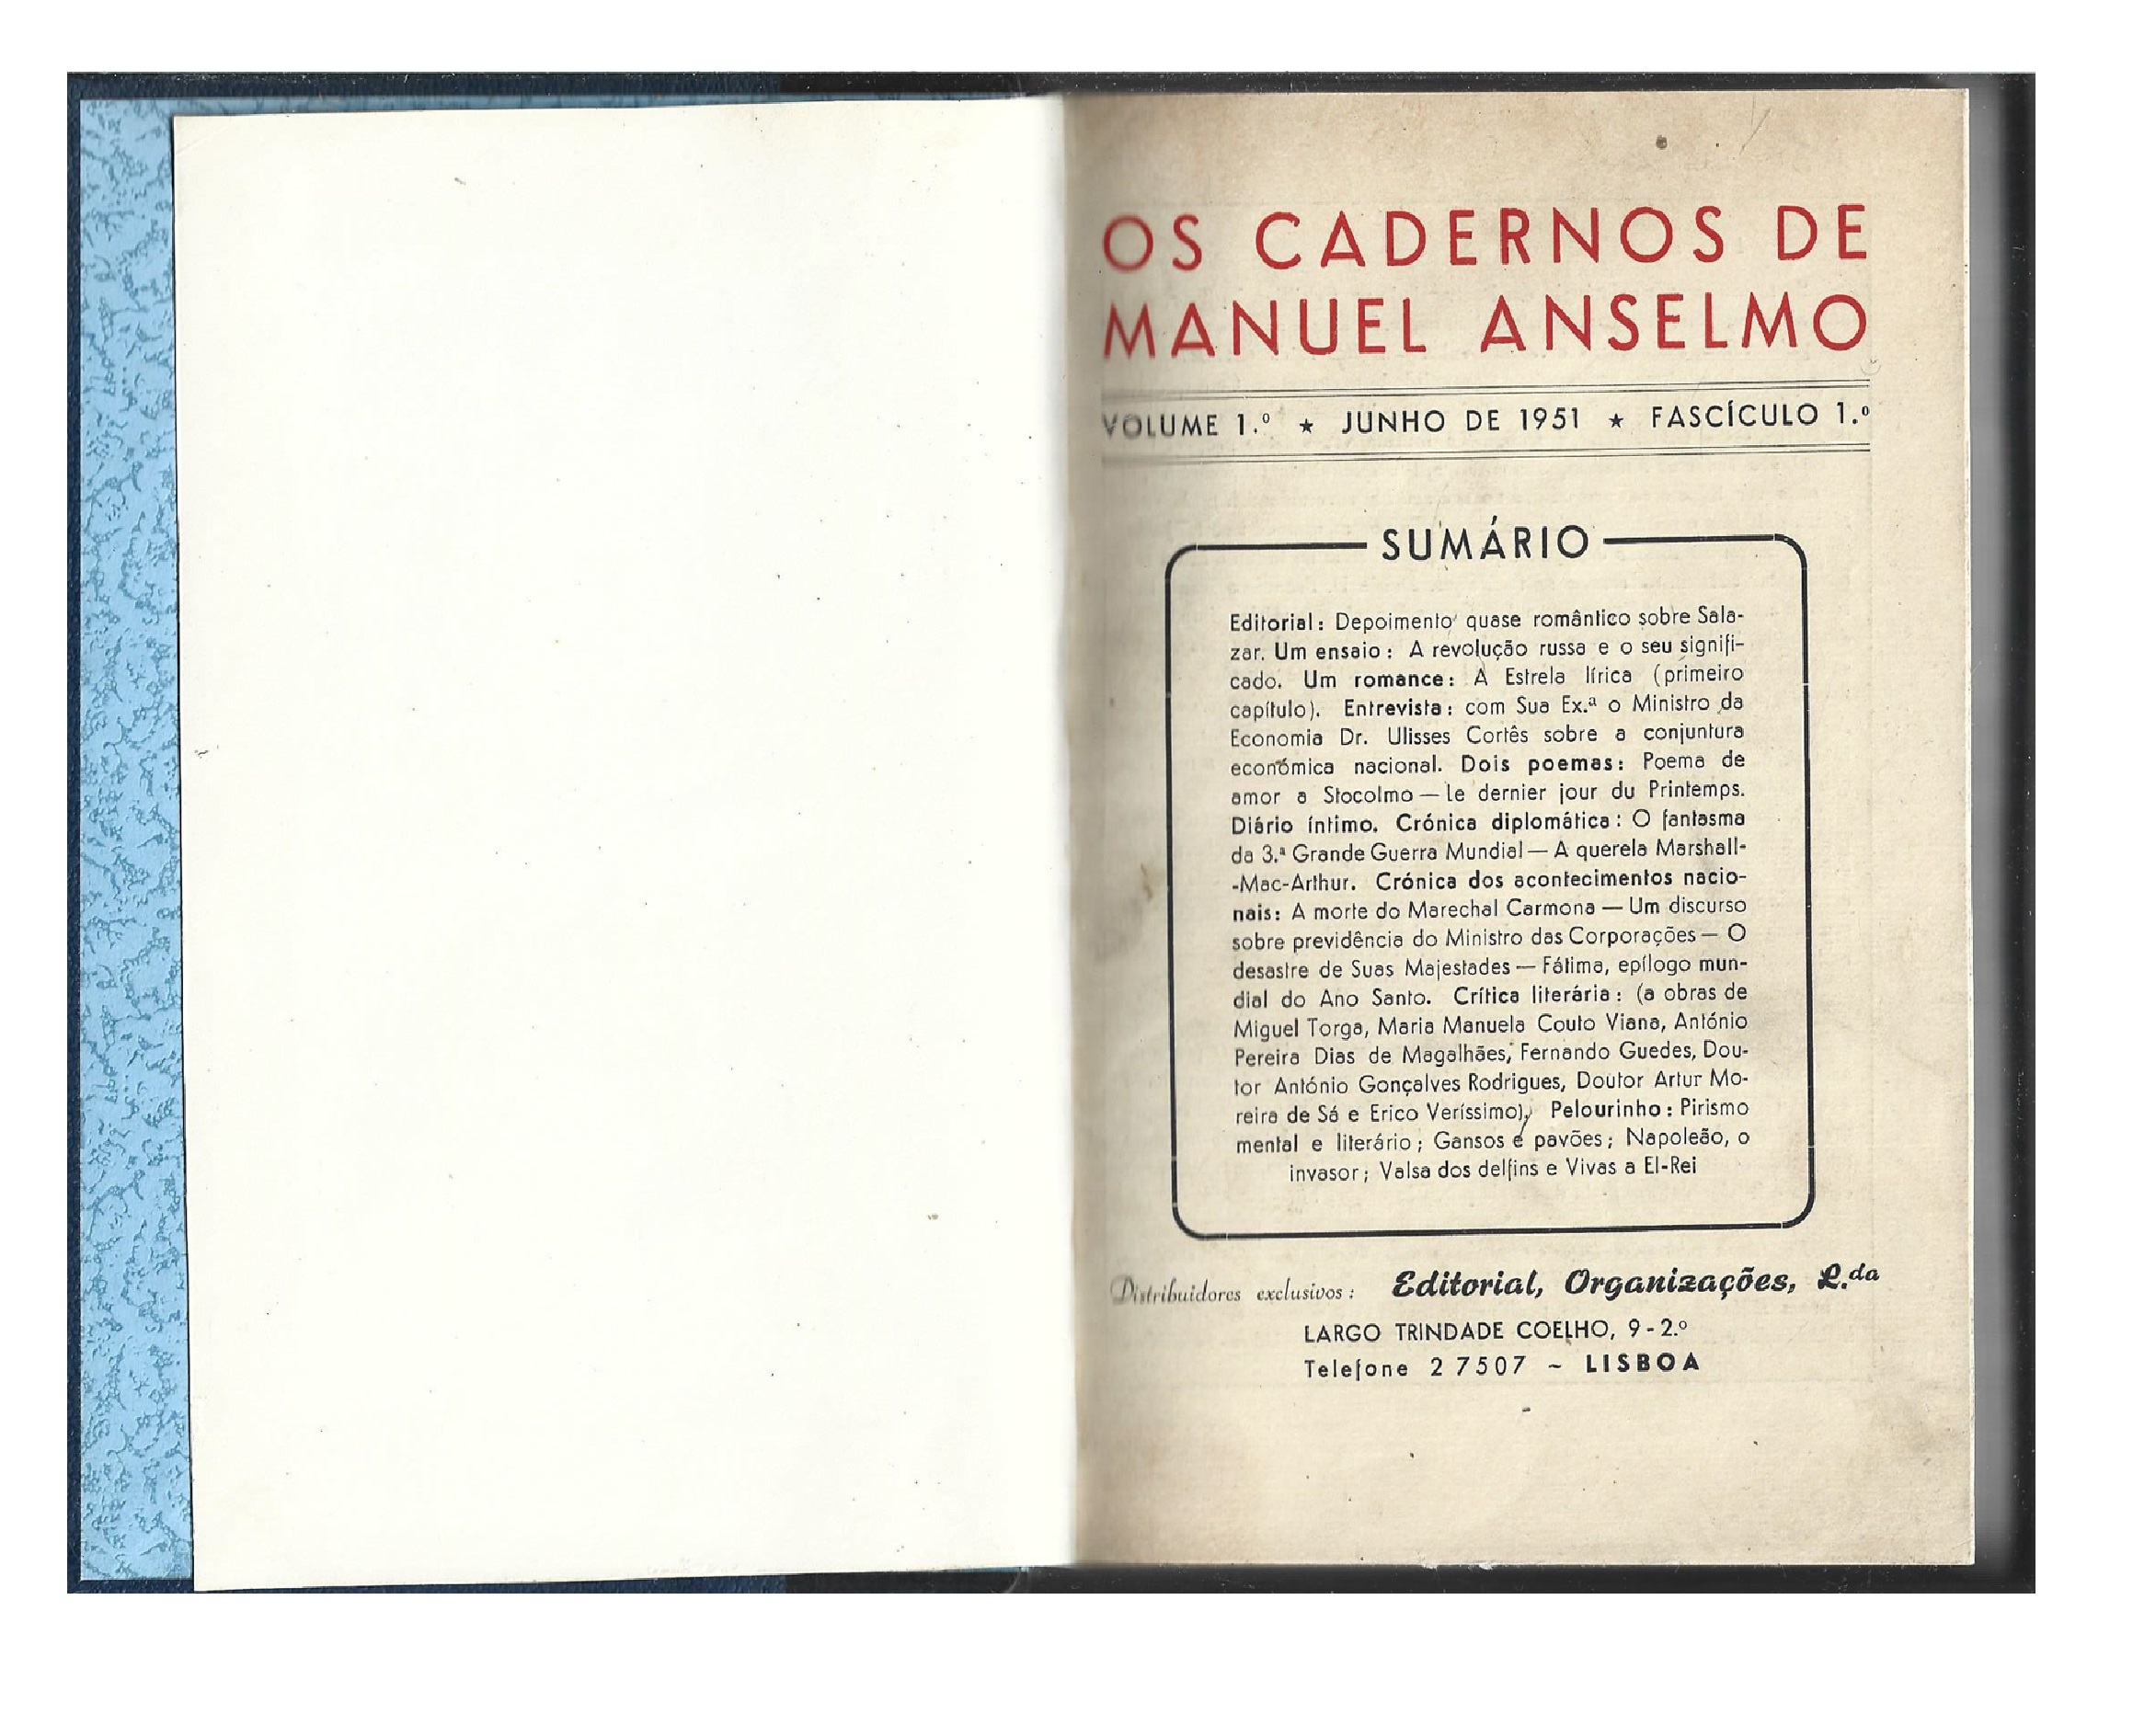 OS CADERNOS DE
MANUEL ANSELMO
VOLUME 1.º ★ JUNHO DE 1951 ★ FASCÍCULO 1.º
SUMÁRIO
Editorial: Depoimento quase romântico sobre Sala-
zar. Um ensaio: A revolução russa e o seu signifi-
cado. Um romance: A Estrela lírica (primeiro
capítulo). Entrevista: com Sua Ex.ª o Ministro da
Economia Dr. Ulisses Cortês sobre a conjuntura
económica nacional. Dois poemas: Poema de
amor a Stocolmo — Le dernier jour du Printemps.
Diário íntimo. Crónica diplomática: O fantasma
da 3.ª Grande Guerra Mundial — A querela Marshall-
-Mac-Arthur. Crónica dos acontecimentos nacio-
nais: A morte do Marechal Carmona — Um discurso
sobre previdência do Ministro das Corporações — O
desastre de Suas Majestades — Fátima, epílogo mun-
dial do Ano Santo. Crítica literária: (a obras de
Miguel Torga, Maria Manuela Couto Viana, António
Pereira Dias de Magalhães, Fernando Guedes, Dou-
tor António Gonçalves Rodrigues, Doutor Artur Mo-
reira de Sá e Erico Veríssimo), Pelourinho: Pirismo
mental e literário; Gansos e pavões; Napoleão, o
invasor; Valsa dos delfins e Vivas a El-Rei
Distribuidores exclusivos: Editorial, Organizações, L.da
LARGO TRINDADE COELHO, 9-2.º
Telefone 2 7507 ~ LISBOA